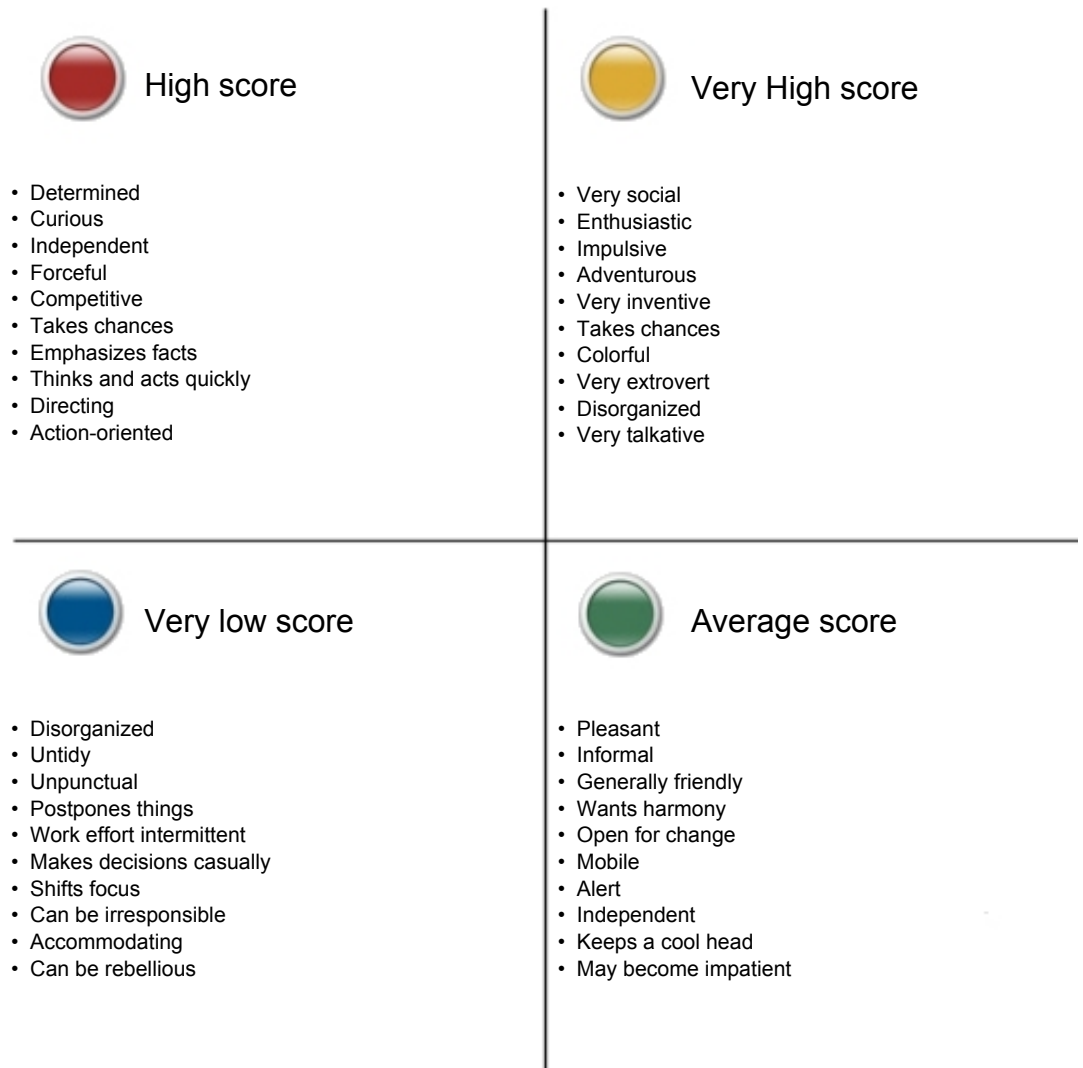 High score
• Determined
• Curious
• Independent
• Forceful
• Competitive
• Takes chances
• Emphasizes facts
• Thinks and acts quickly
• Directing
• Action-oriented
Very High score
• Very social
• Enthusiastic
• Impulsive
• Adventurous
• Very inventive
• Takes chances
• Colorful
• Very extrovert
• Disorganized
• Very talkative
Very low score
• Disorganized
• Untidy
• Unpunctual
• Postpones things
• Work effort intermittent
• Makes decisions casually
• Shifts focus
• Can be irresponsible
• Accommodating
• Can be rebellious
Average score
• Pleasant
• Informal
• Generally friendly
• Wants harmony
• Open for change
• Mobile
• Alert
• Independent
• Keeps a cool head
• May become impatient